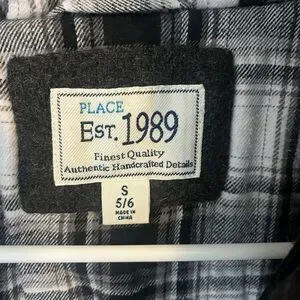 PLACE
EST. 1989
Finest Quality
Authentic Handcrafted Details
S
5/6
MADE IN
CHINA